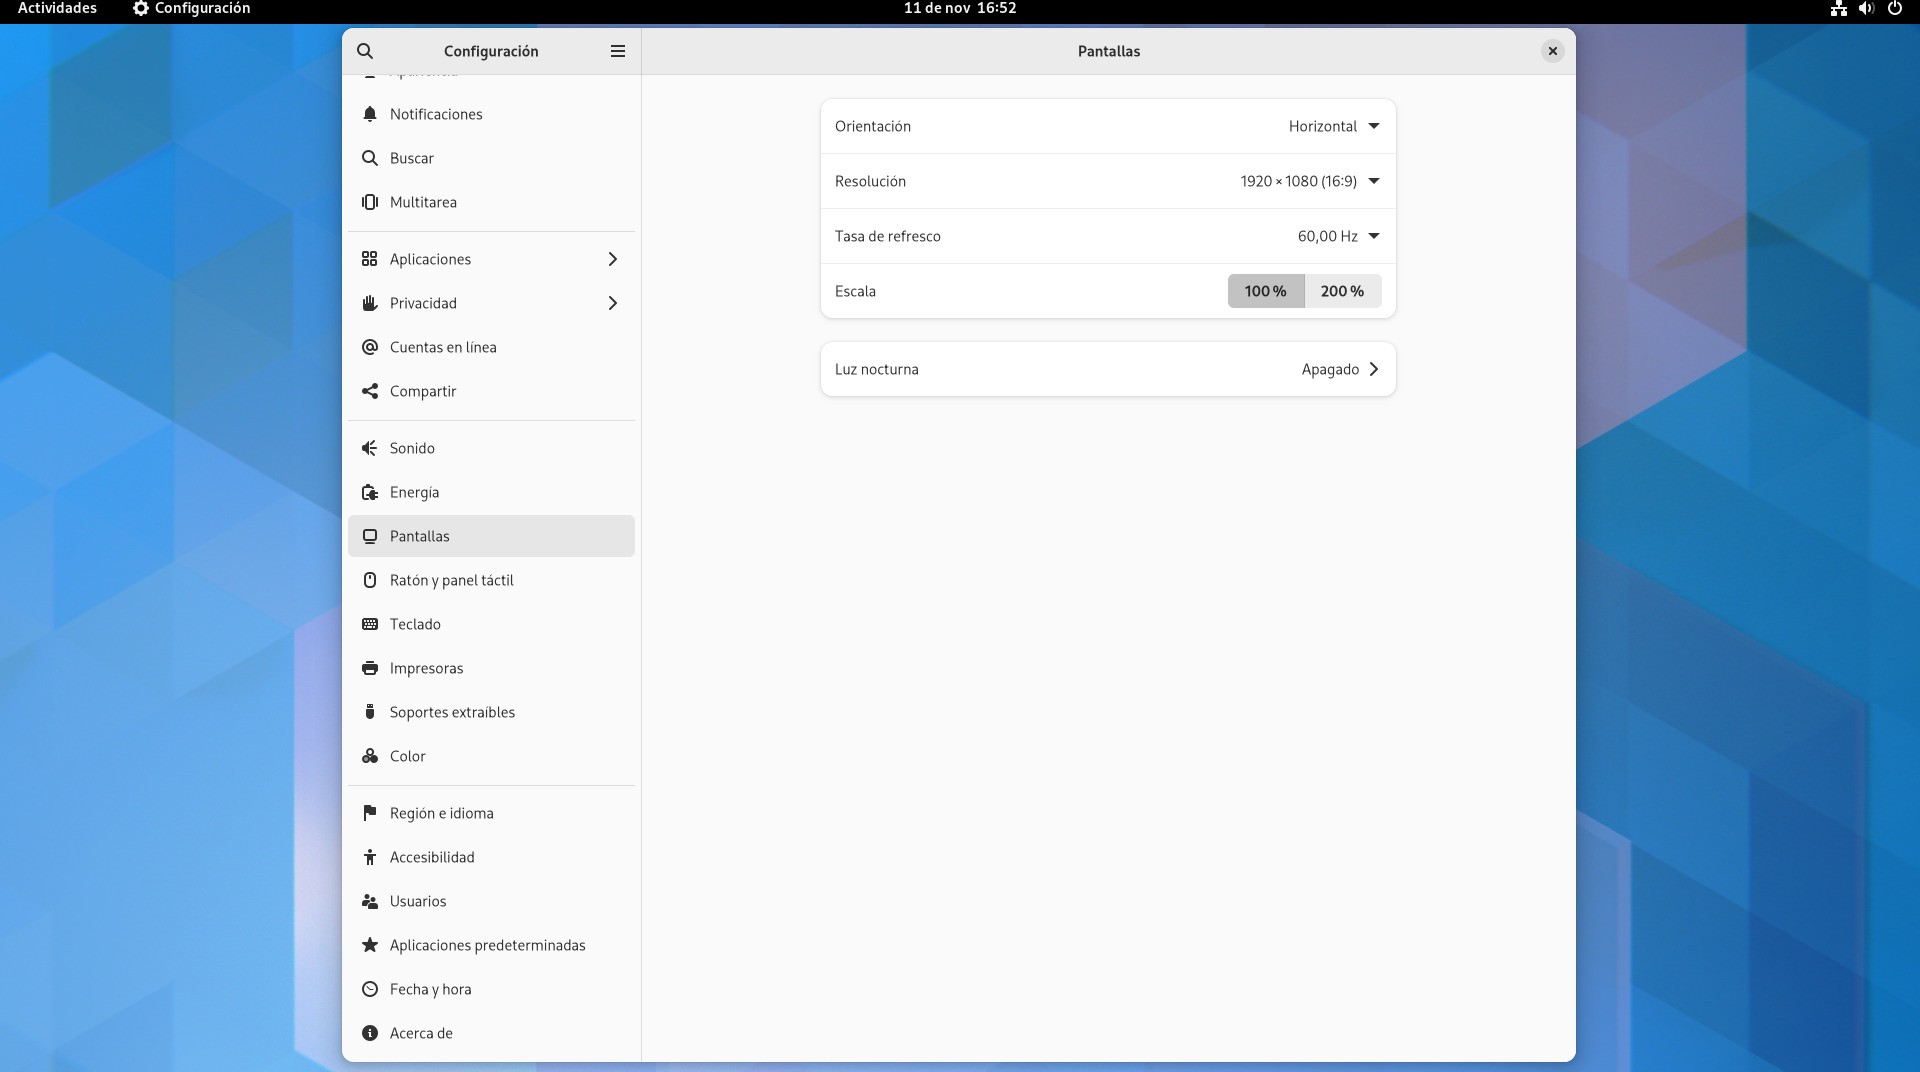 Actividades Configuración 11 de nov 16:52
Configuración Pantallas
Notificaciones
Buscar
Multitarea
Aplicaciones
Privacidad
Cuentas en línea
Compartir
Sonido
Energía
Pantallas
Ratón y panel táctil
Teclado
Impresoras
Soportes extraíbles
Color
Región e idioma
Accesibilidad
Usuarios
Aplicaciones predeterminadas
Fecha y hora
Acerca de
Orientación Horizontal
Resolución 1920 × 1080 (16:9)
Tasa de refresco 60,00 Hz
Escala 100 % 200 %
Luz nocturna Apagado